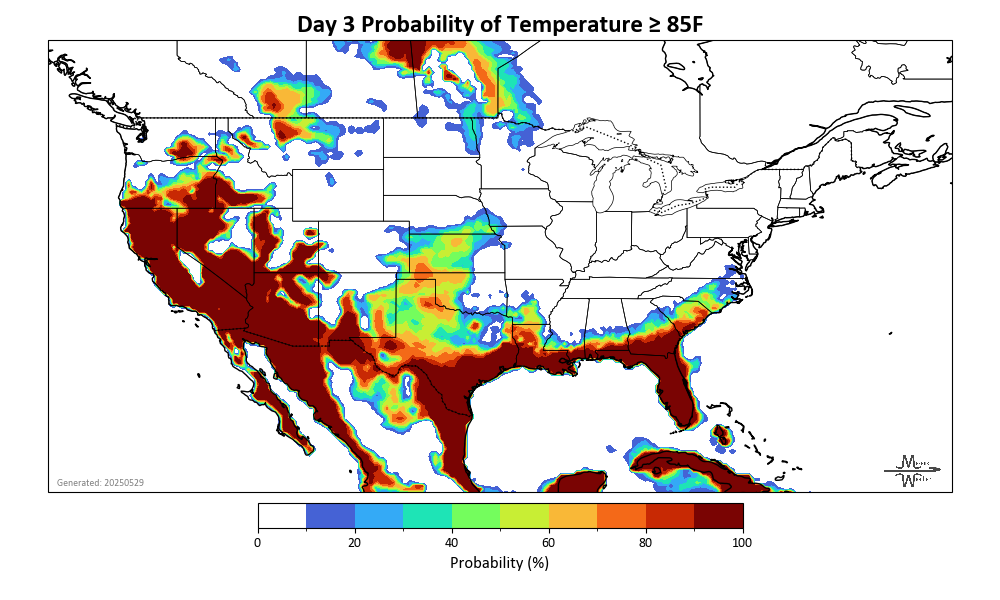 Day 3 Probability of Temperature ≥ 85F
Generated: 20250529
0 20 40 60 80 100
Probability (%)